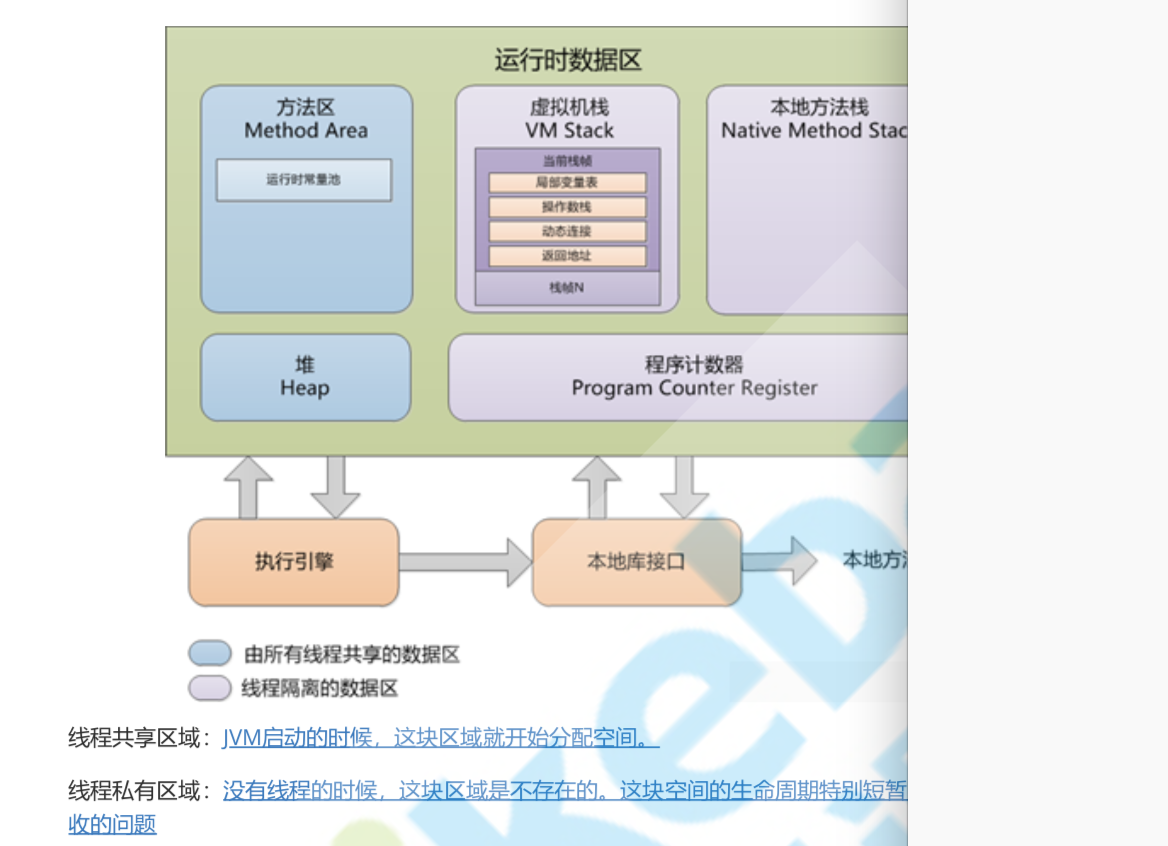 运行时数据区
方法区
Method Area
运行时常量池
虚拟机栈
VM Stack
当前栈帧
局部变量表
操作数栈
动态连接
返回地址
栈帧N
本地方法栈
Native Method Stac
堆
Heap
程序计数器
Program Counter Register
执行引擎
本地库接口
本地方
由所有线程共享的数据区
线程隔离的数据区
线程共享区域：JVM启动的时候，这块区域就开始分配空间。
线程私有区域：没有线程的时候，这块区域是不存在的。这块空间的生命周期特别短暂
收的问题